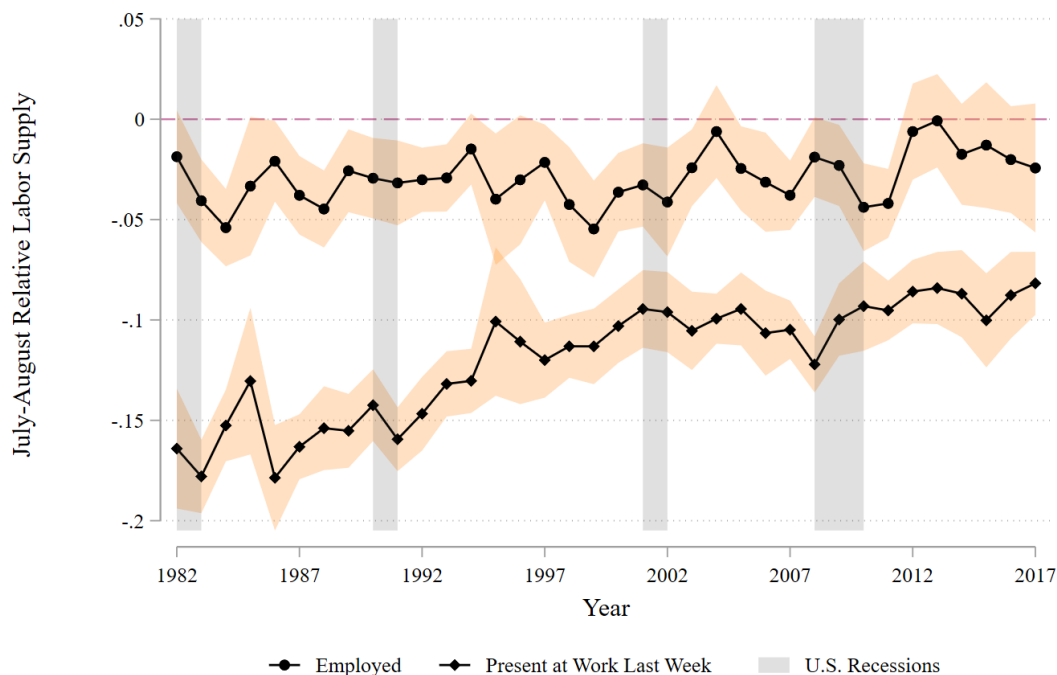 July-August Relative Labor Supply
.05
0
-.05
-.1
-.15
-.2
1982 1987 1992 1997 2002 2007 2012 2017
Year
Employed Present at Work Last Week U.S. Recessions